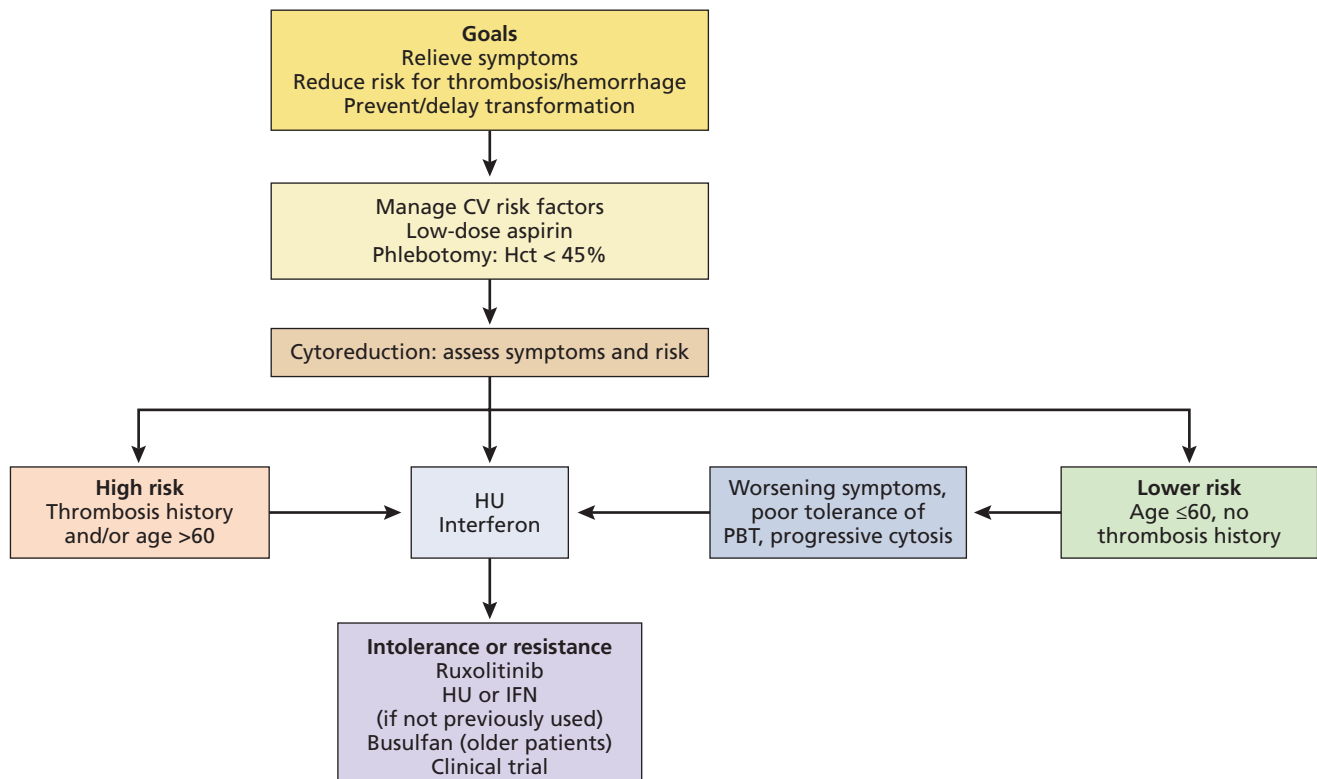 Goals
Relieve symptoms
Reduce risk for thrombosis/hemorrhage
Prevent/delay transformation
Manage CV risk factors
Low-dose aspirin
Phlebotomy: Hct < 45%
Cytoreduction: assess symptoms and risk
High risk
Thrombosis history
and/or age >60
HU
Interferon
Worsening symptoms,
poor tolerance of
PBT, progressive cytosis
Lower risk
Age ≤60, no
thrombosis history
Intolerance or resistance
Ruxolitinib
HU or IFN
(if not previously used)
Busulfan (older patients)
Clinical trial